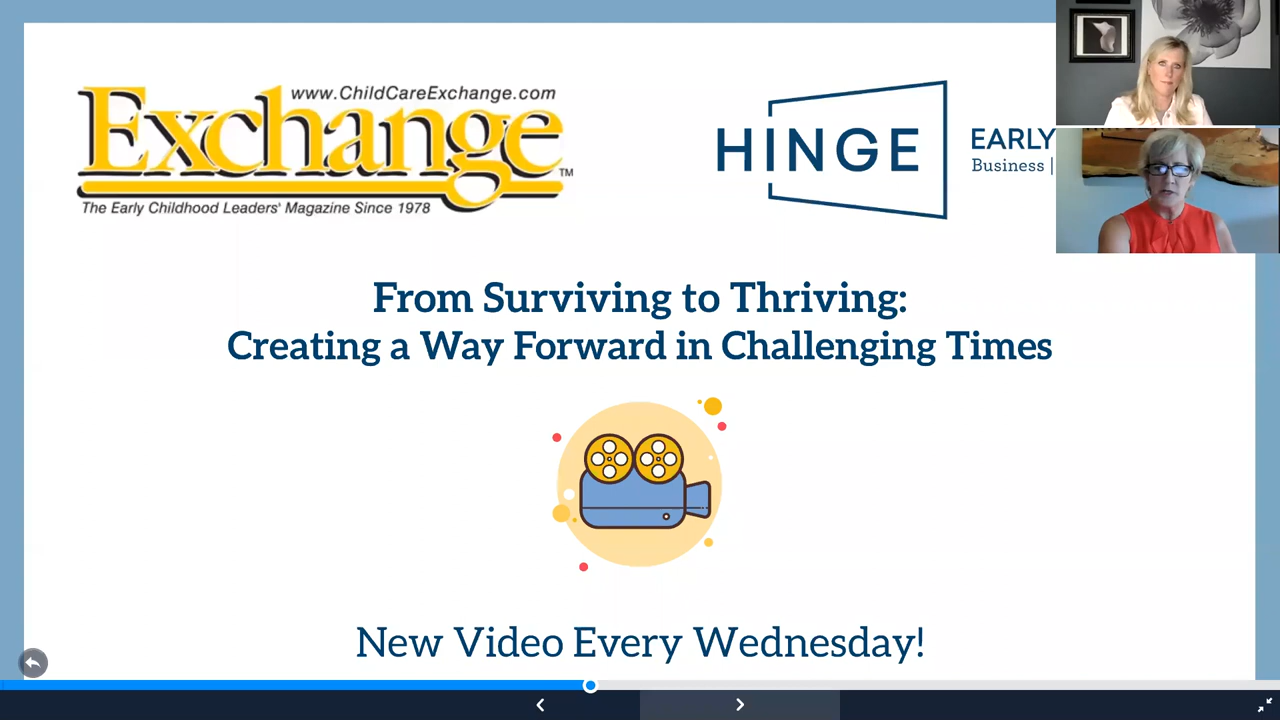 www.ChildCareExchange.com
Exchange™
The Early Childhood Leaders' Magazine Since 1978
HINGE
EARLY
Business |
From Surviving to Thriving:
Creating a Way Forward in Challenging Times
New Video Every Wednesday!